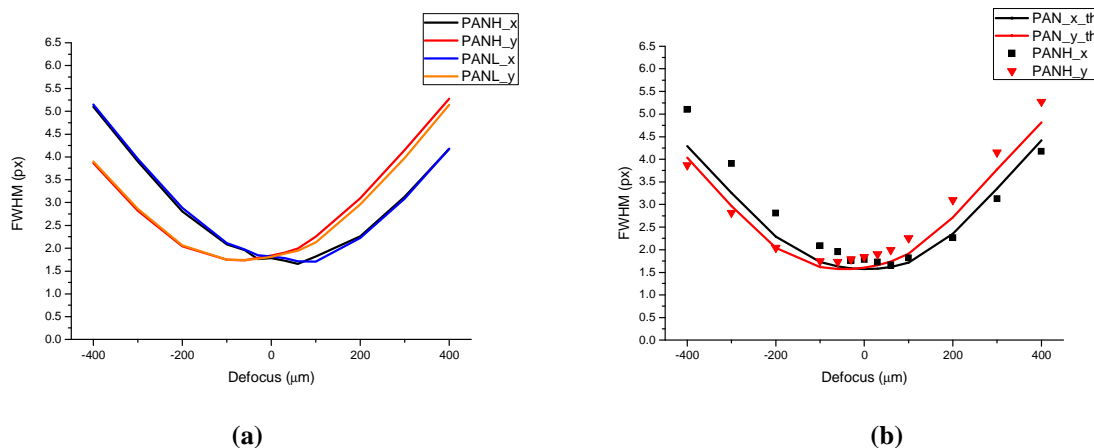 PANH_x
PANH_y
PANL_x
PANL_y
6.5
6.0
5.5
5.0
4.5
4.0
3.5
3.0
2.5
2.0
1.5
1.0
0.5
0.0
FWHM (px)
-400 -200 0 200 400
Defocus (μm)
(a)
PAN_x_th
PAN_y_th
PANH_x
PANH_y
6.5
6.0
5.5
5.0
4.5
4.0
3.5
3.0
2.5
2.0
1.5
1.0
0.5
0.0
FWHM (px)
-400 -200 0 200 400
Defocus (μm)
(b)